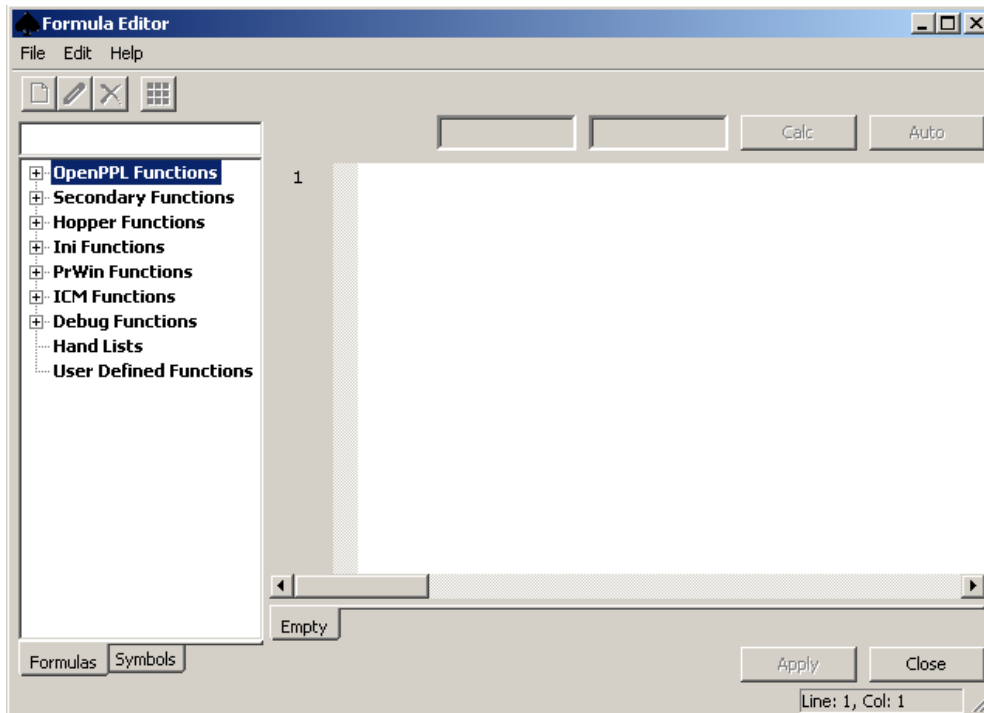 Formula Editor
File Edit Help
Calc Auto
OpenPPL Functions
Secondary Functions
Hopper Functions
Ini Functions
PrWin Functions
ICM Functions
Debug Functions
Hand Lists
User Defined Functions
1
Empty
Formulas Symbols
Apply Close
Line: 1, Col: 1